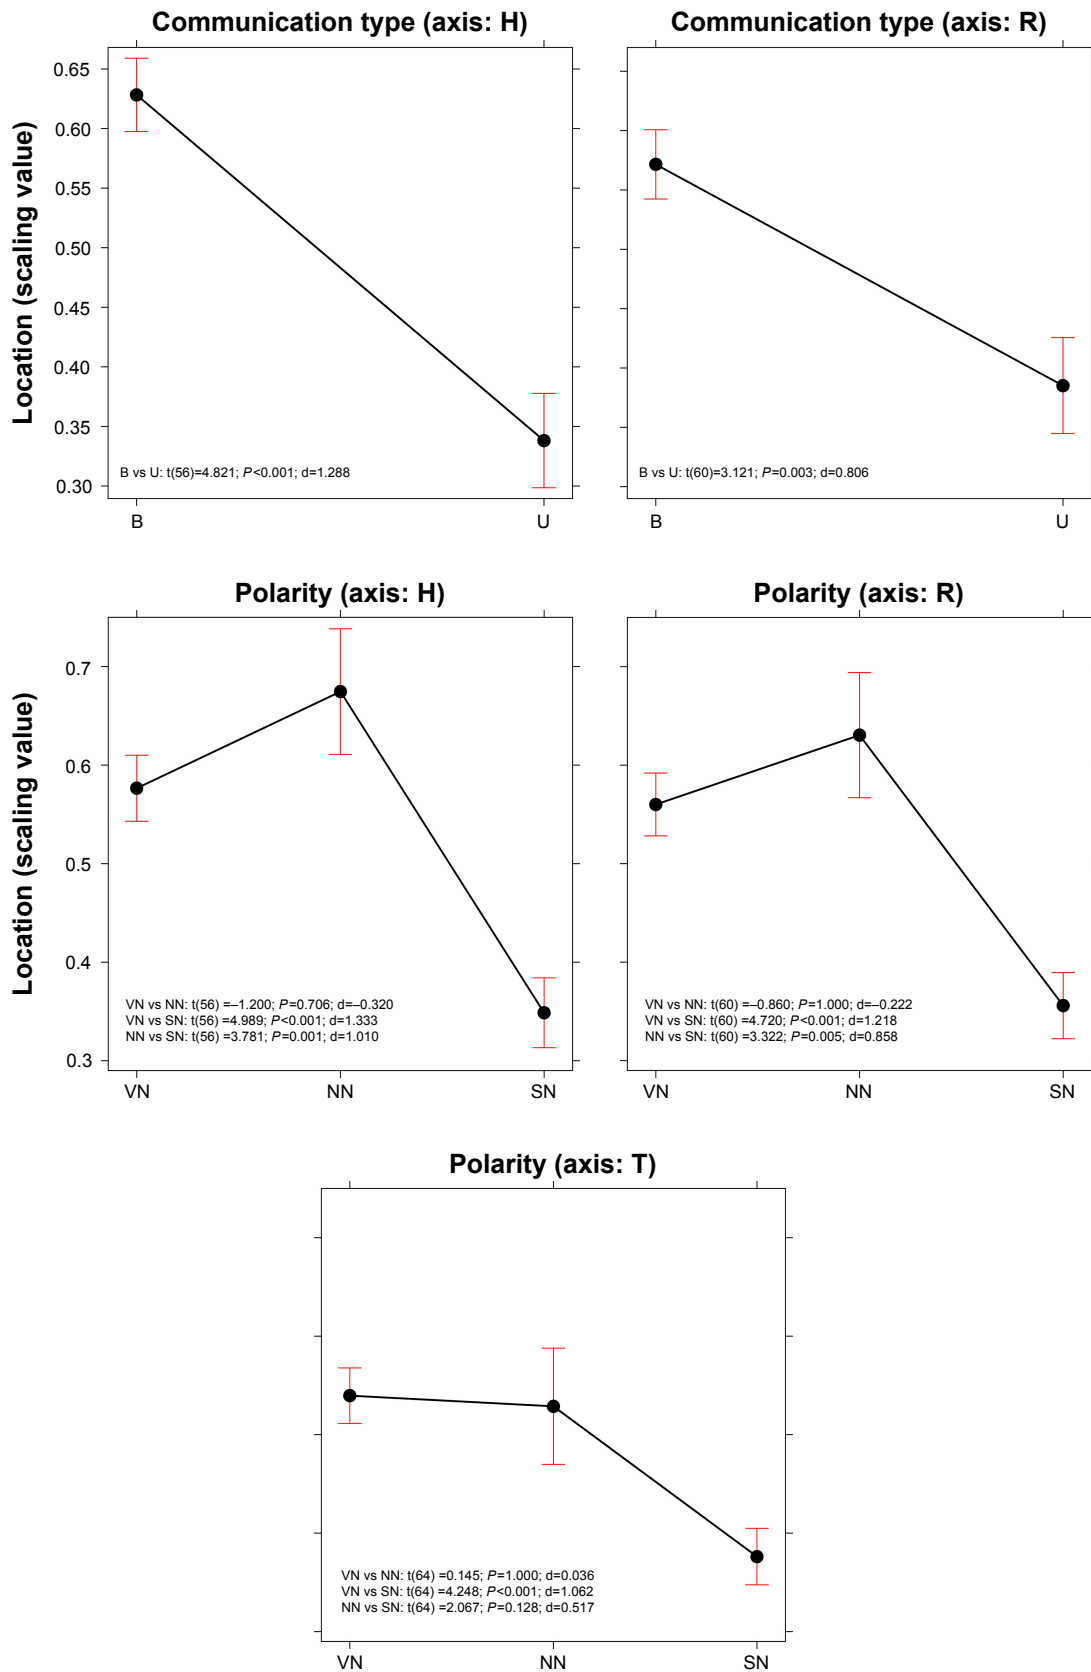 Communication type (axis: H)
Communication type (axis: R)
Location (scaling value)
0.65
0.60
0.55
0.50
0.45
0.40
0.35
0.30
B vs U: t(56)=4.821; P<0.001; d=1.288
B vs U: t(60)=3.121; P=0.003; d=0.806
B
U
B
U
Polarity (axis: H)
Polarity (axis: R)
Location (scaling value)
0.7
0.6
0.5
0.4
0.3
VN vs NN: t(56) =–1.200; P=0.706; d=–0.320
VN vs SN: t(56) =4.989; P<0.001; d=1.333
NN vs SN: t(56) =3.781; P=0.001; d=1.010
VN vs NN: t(60) =–0.860; P=1.000; d=–0.222
VN vs SN: t(60) =4.720; P<0.001; d=1.218
NN vs SN: t(60) =3.322; P=0.005; d=0.858
VN
NN
SN
VN
NN
SN
Polarity (axis: T)
VN vs NN: t(64) =0.145; P=1.000; d=0.036
VN vs SN: t(64) =4.248; P<0.001; d=1.062
NN vs SN: t(64) =2.067; P=0.128; d=0.517
VN
NN
SN